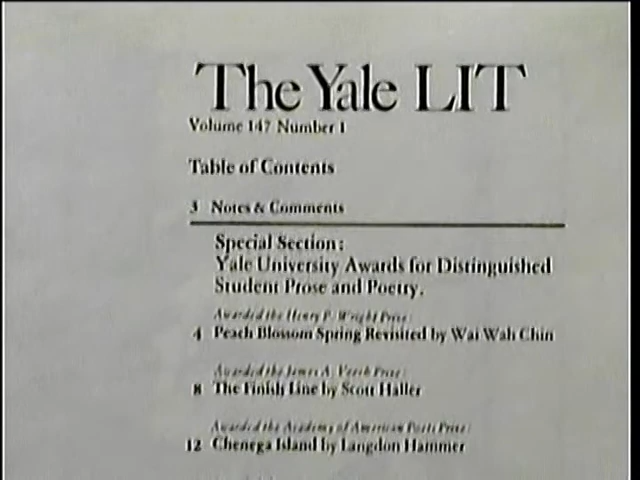 The Yale LIT
Volume 147 Number 1
Table of Contents
3 Notes & Comments
Special Section:
Yale University Awards for Distinguished
Student Prose and Poetry.
Awarded the Henry P. Wright Prize:
4 Peach Blossom Spring Revisited by Wai Wah Chin
Awarded the James A. Veech Prize:
8 The Finish Line by Scott Haller
Awarded the Academy of American Poets Prize:
12 Chenega Island by Langdon Hammer